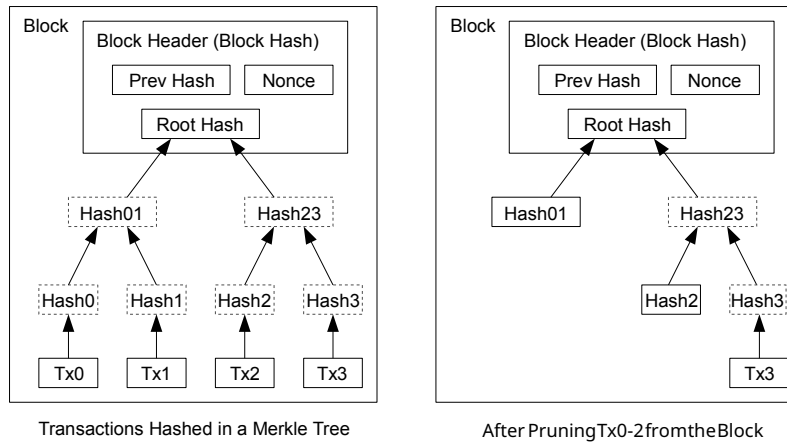 Block
Block Header (Block Hash)
Prev Hash
Nonce
Root Hash
Hash01
Hash23
Hash0
Hash1
Hash2
Hash3
Tx0
Tx1
Tx2
Tx3
Transactions Hashed in a Merkle Tree
Block
Block Header (Block Hash)
Prev Hash
Nonce
Root Hash
Hash01
Hash23
Hash2
Hash3
Tx3
After Pruning Tx0-2 from the Block